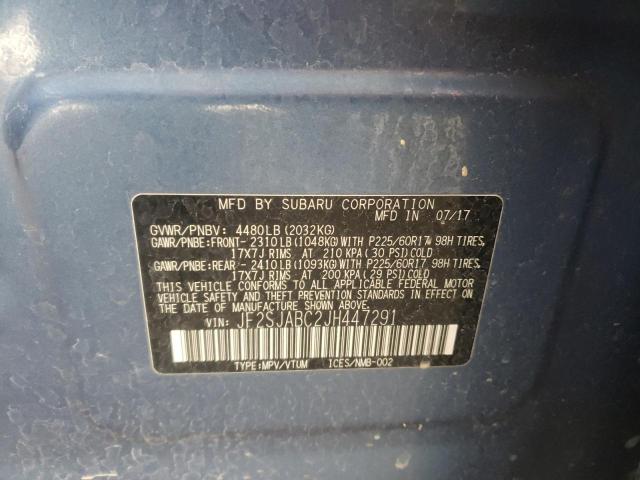 MFD BY SUBARU CORPORATION
MFD IN 07/17
GVWR/PNBV: 4480LB(2032KG)
GAWR/PNBE:FRONT- 2310LB(1048KG)WITH P225/60R17 98H TIRES,
17X7J RIMS AT 210 KPA(30 PSI)COLD
GAWR/PNBE:REAR - 2410LB(1093KG)WITH P225/60R17 98H TIRES,
17X7J RIMS AT 200 KPA(29 PSI)COLD
THIS VEHICLE CONFORMS TO ALL APPLICABLE FEDERAL MOTOR
VEHICLE SAFETY AND THEFT PREVENTION STANDARDS IN EFFECT ON
THE DATE OF MANUFACTURE SHOWN ABOVE.
VIN: JF2SJABC2JH447291
TYPE:MPV/VTUM ICES/NMB-002